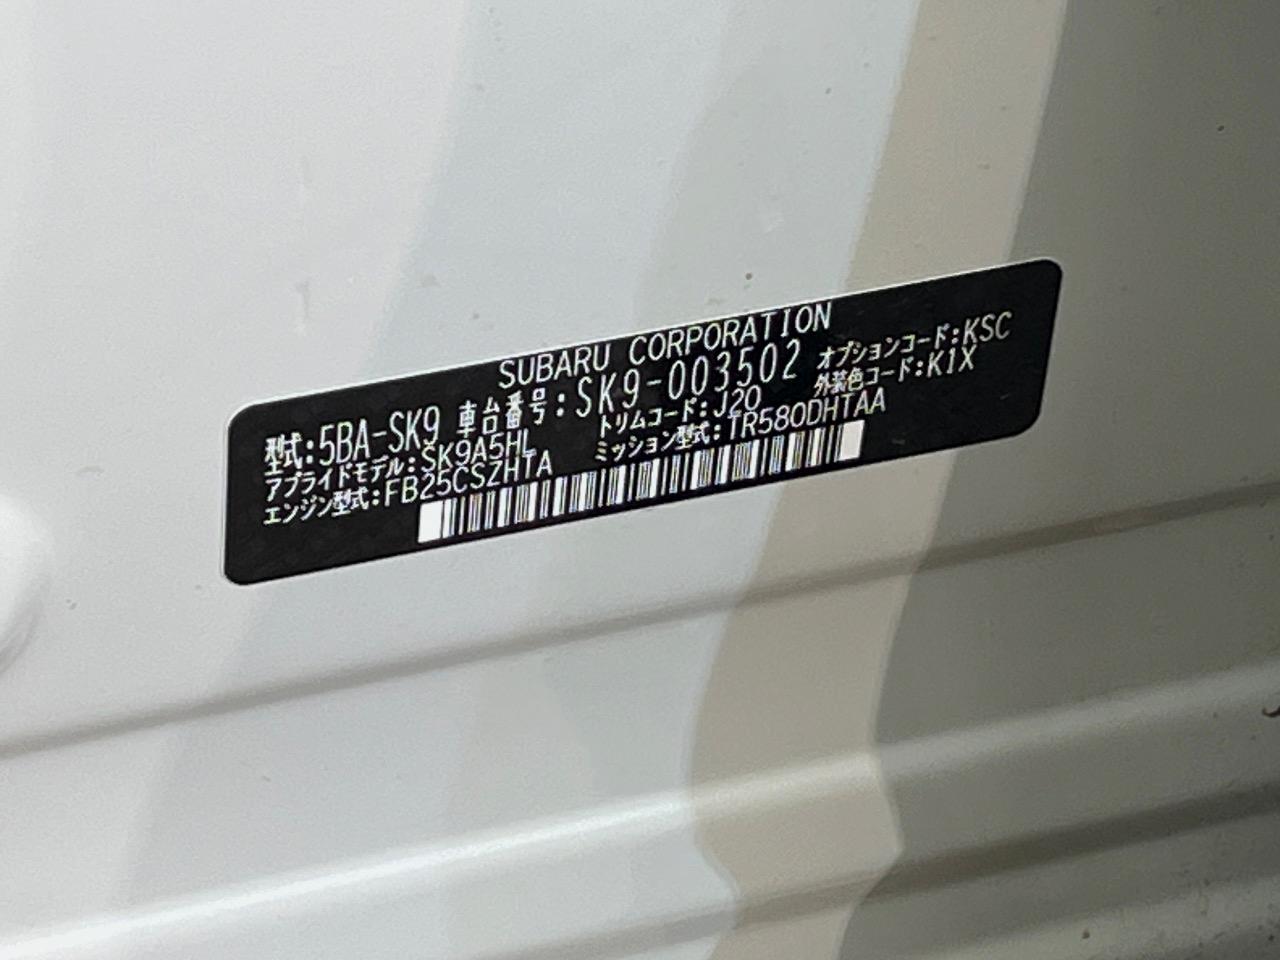 SUBARU CORPORATION
型式:5BA-SK9 車台番号:SK9-003502 オプションコード:KSC
アプライドモデル:SK9A5HL トリムコード:J20 外装色コード:K1X
エンジン型式:FB25CSZHTA ミッション型式:TR580DHTAA